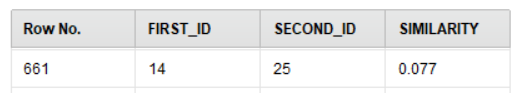 Row No. FIRST_ID SECOND_ID SIMILARITY
661 14 25 0.077